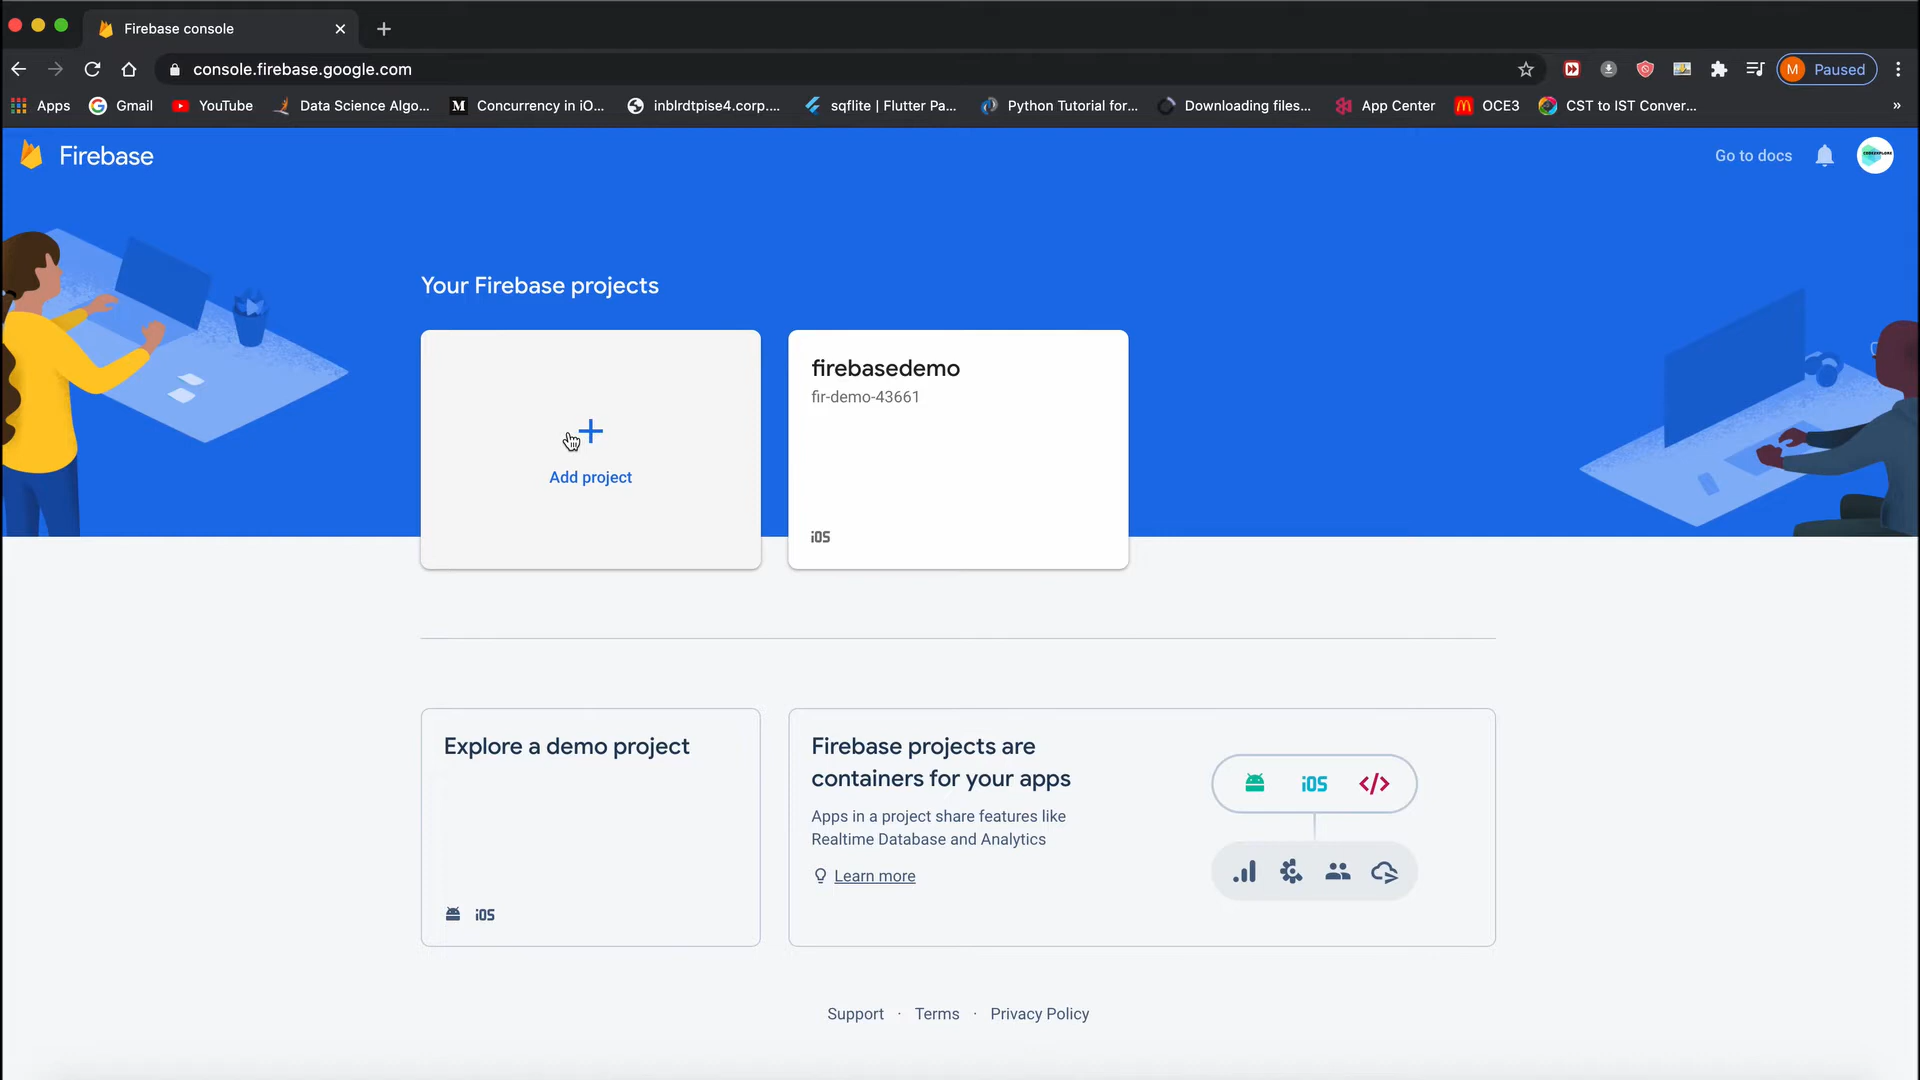 Firebase console
console.firebase.google.com
M Paused
Apps
Gmail
YouTube
Data Science Algo...
M Concurrency in iO...
inblrdtpise4.corp....
sqflite | Flutter Pa...
Python Tutorial for...
Downloading files...
App Center
OCE3
CST to IST Conver...
»
Firebase
Go to docs
Your Firebase projects
Add project
firebasedemo
fir-demo-43661
iOS
Explore a demo project
iOS
Firebase projects are
containers for your apps
Apps in a project share features like
Realtime Database and Analytics
Learn more
iOS </>
Support · Terms · Privacy Policy